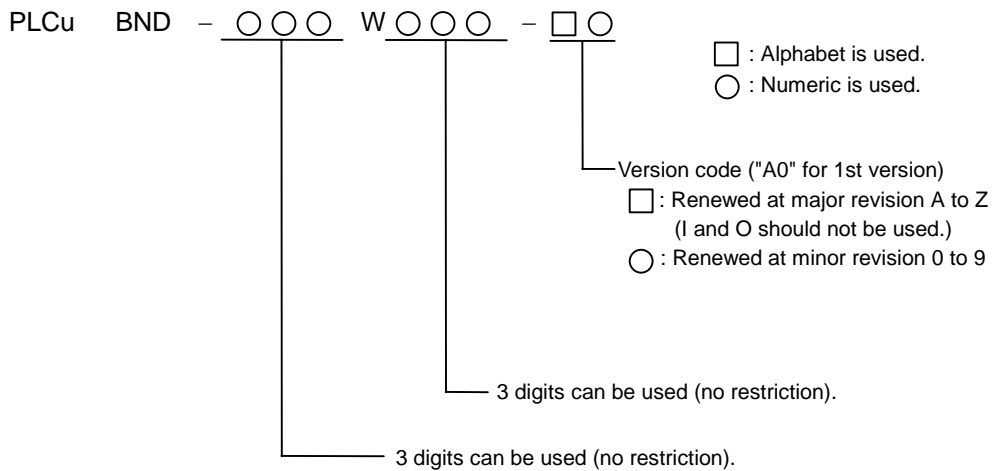 PLCu BND – ○○○ W○○○ –□○
□ : Alphabet is used.
○ : Numeric is used.
Version code ("A0" for 1st version)
□ : Renewed at major revision A to Z
(I and O should not be used.)
○ : Renewed at minor revision 0 to 9
3 digits can be used (no restriction).
3 digits can be used (no restriction).